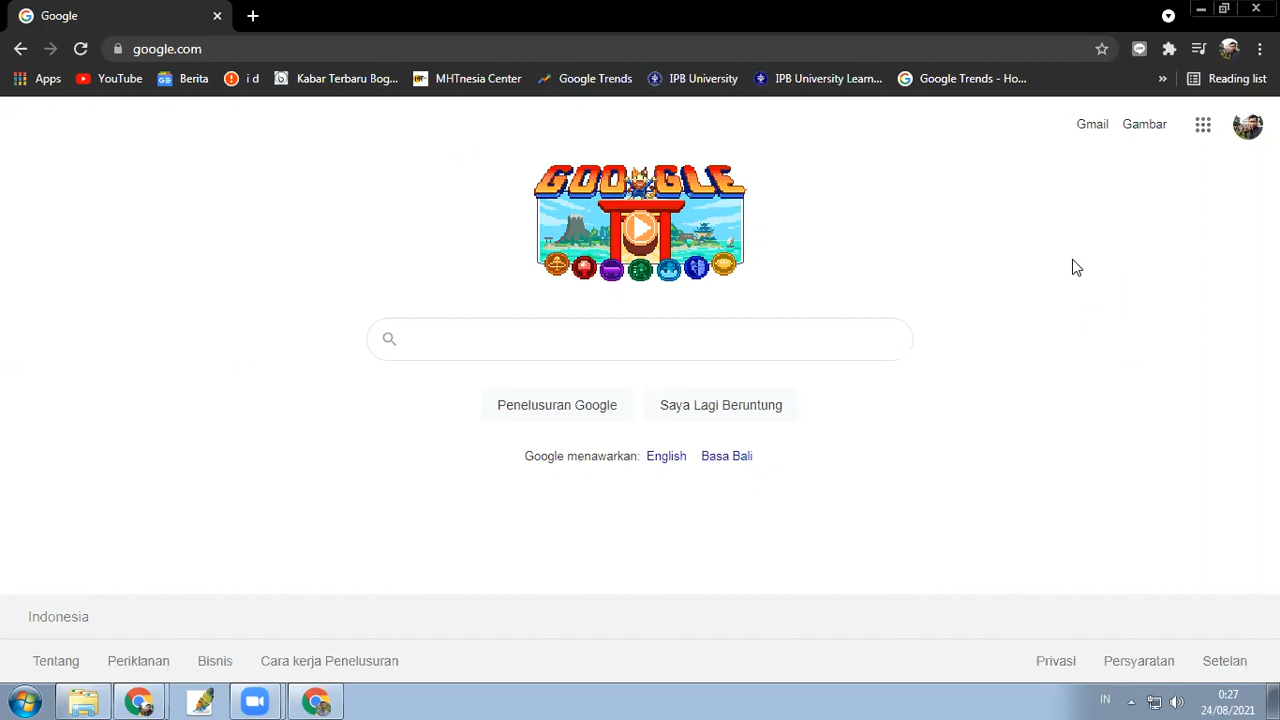 Google
google.com
Apps YouTube Berita i d Kabar Terbaru Bog... MHTnesia Center Google Trends IPB University IPB University Learn... Google Trends - Ho... » Reading list
Gmail Gambar
GOOGLE
Penelusuran Google Saya Lagi Beruntung
Google menawarkan: English Basa Bali
Indonesia
Tentang Periklanan Bisnis Cara kerja Penelusuran Privasi Persyaratan Setelan
IN 0:27
24/08/2021